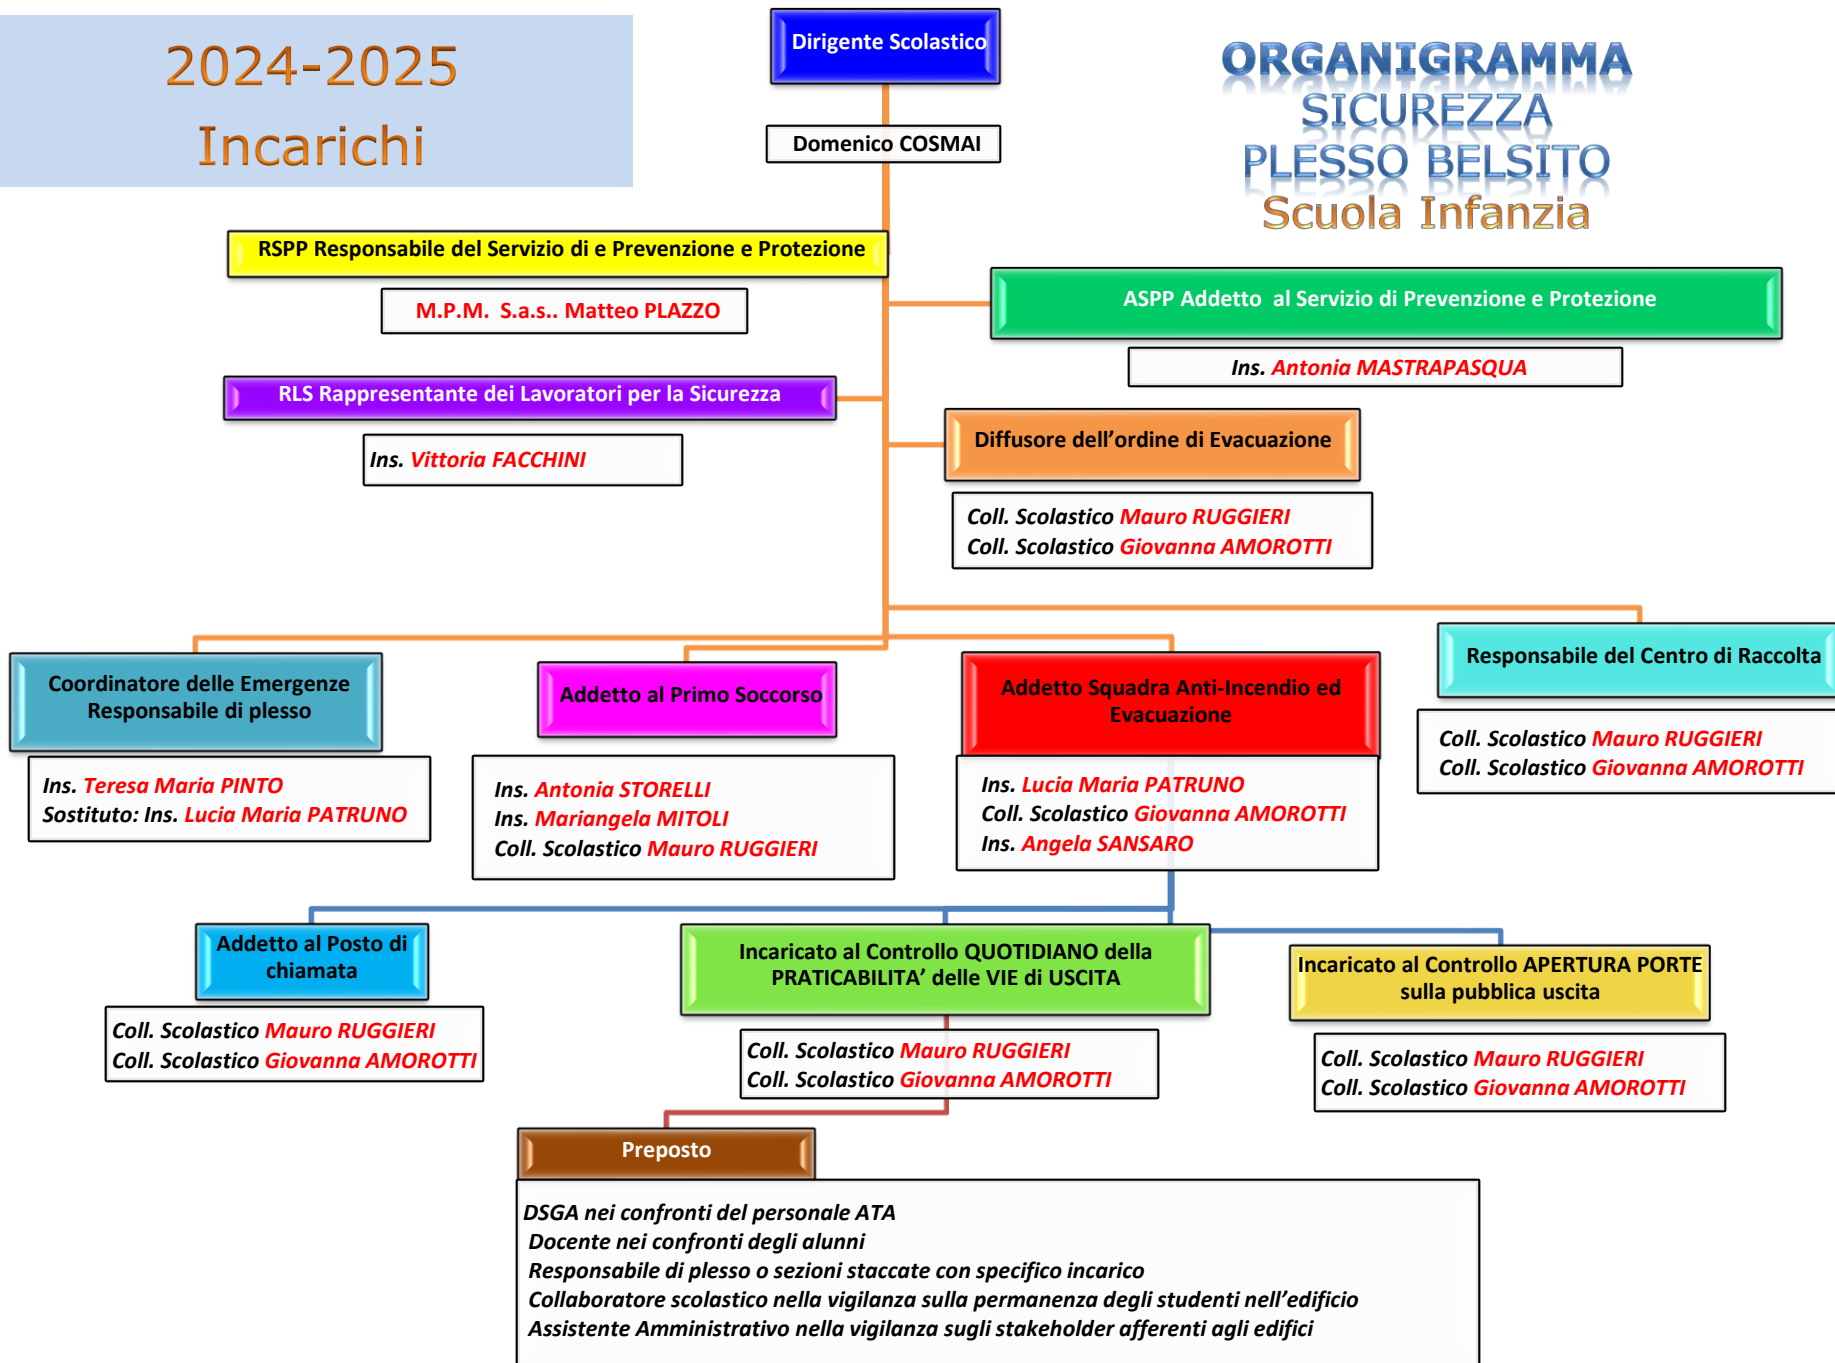 2024-2025
Incarichi
Dirigente Scolastico
Domenico COSMAI
ORGANIGRAMMA
SICUREZZA
PLESSO BELSITO
Scuola Infanzia
RSPP Responsabile del Servizio di e Prevenzione e Protezione
M.P.M.  S.a.s.. Matteo PLAZZO
ASPP Addetto  al Servizio di Prevenzione e Protezione
Ins. Antonia MASTRAPASQUA
RLS Rappresentante dei Lavoratori per la Sicurezza
Ins. Vittoria FACCHINI
Diffusore dell’ordine di Evacuazione
Coll. Scolastico Mauro RUGGIERI
Coll. Scolastico Giovanna AMOROTTI
Coordinatore delle Emergenze
Responsabile di plesso
Ins. Teresa Maria PINTO
Sostituto: Ins. Lucia Maria PATRUNO
Addetto al Primo Soccorso
Ins. Antonia STORELLI
Ins. Mariangela MITOLI
Coll. Scolastico Mauro RUGGIERI
Addetto Squadra Anti-Incendio ed
Evacuazione
Ins. Lucia Maria PATRUNO
Coll. Scolastico Giovanna AMOROTTI
Ins. Angela SANSARO
Responsabile del Centro di Raccolta
Coll. Scolastico Mauro RUGGIERI
Coll. Scolastico Giovanna AMOROTTI
Addetto al Posto di
chiamata
Coll. Scolastico Mauro RUGGIERI
Coll. Scolastico Giovanna AMOROTTI
Incaricato al Controllo QUOTIDIANO della
PRATICABILITA’ delle VIE di USCITA
Coll. Scolastico Mauro RUGGIERI
Coll. Scolastico Giovanna AMOROTTI
Incaricato al Controllo APERTURA PORTE
sulla pubblica uscita
Coll. Scolastico Mauro RUGGIERI
Coll. Scolastico Giovanna AMOROTTI
Preposto
DSGA nei confronti del personale ATA
Docente nei confronti degli alunni
Responsabile di plesso o sezioni staccate con specifico incarico
Collaboratore scolastico nella vigilanza sulla permanenza degli studenti nell’edificio
Assistente Amministrativo nella vigilanza sugli stakeholder afferenti agli edifici